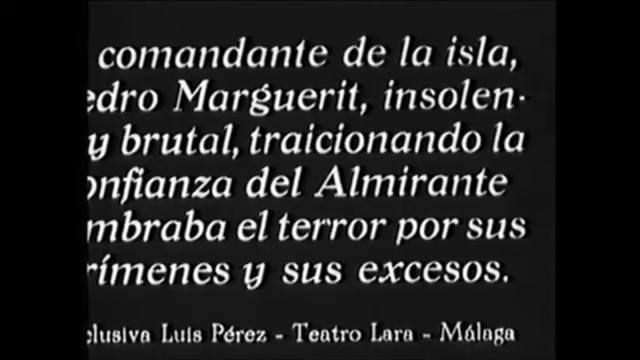 comandante de la isla,
edro Marguerit, insolen-
y brutal, traicionando la
onfianza del Almirante
mbraba el terror por sus
rímenes y sus excesos.
clusiva Luis Pérez - Teatro Lara - Málaga